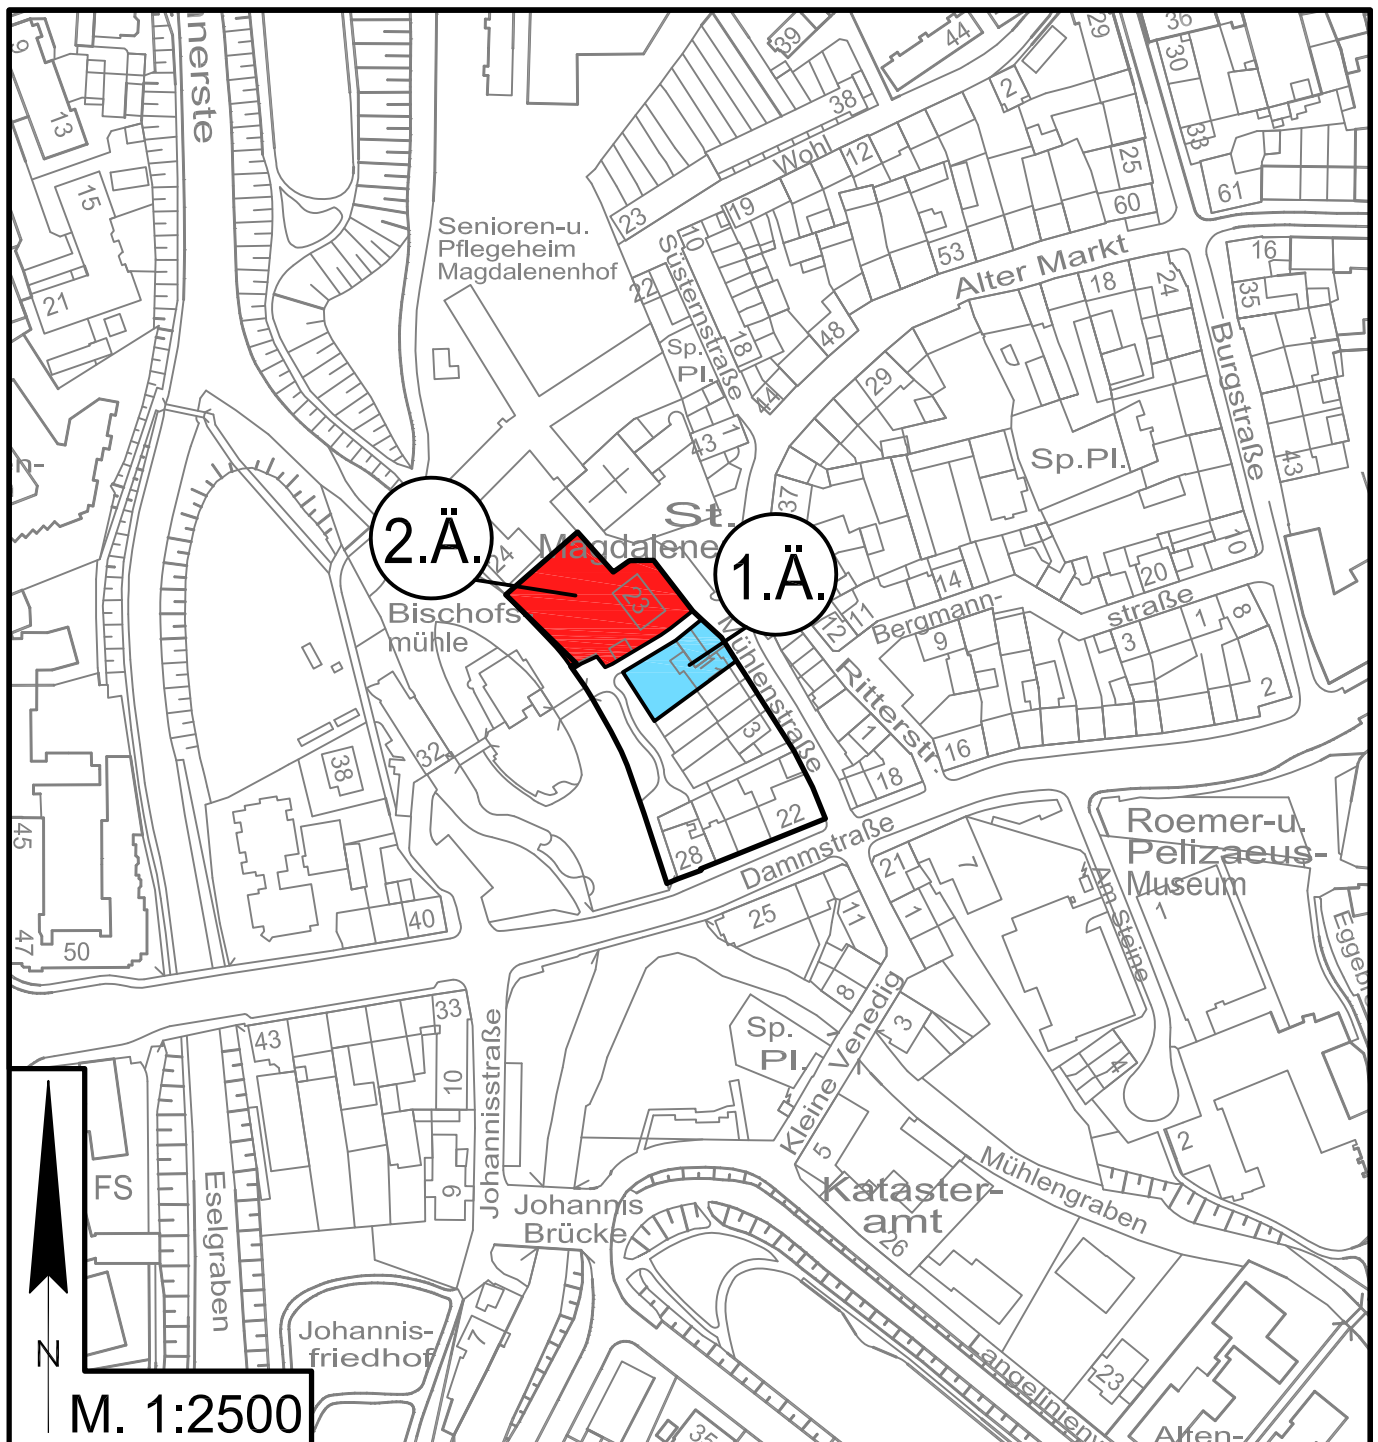 nnerste
9
13
15
21
39
44
38
2
29
36
30
33
25
61
60
Wohl
12
19
23
10
Senioren-u.
Pflegeheim
Magdalenenhof
22
Süsternstraße
18
Sp.
Pl.
53
Alter Markt
18
24
16
35
48
44
29
Burgstraße
43
1
43
Sp.Pl.
37
10
n-
St.
Magdalene
2.Ä.
1.Ä.
24
23
Bischofs
mühle
Mühlenstraße
12
11
14
Bergmann-
straße
20
9
3
1
8
2
Ritterstr.
16
1
18
3
22
28
Dammstraße
32a
38
40
45
47
50
21
7
1
11
25
Roemer-u.
Pelizaeus-
Museum
1
Am Steine
4
2
8
3
Sp.
Pl.
Kleine Venedig
5
33
43
10
9
Johannisstraße
Johannis
Brücke
FS
Eselgraben
Kataster-
amt
26
Mühlengraben
Johannis-
friedhof
7
35
23
N
M. 1:2500